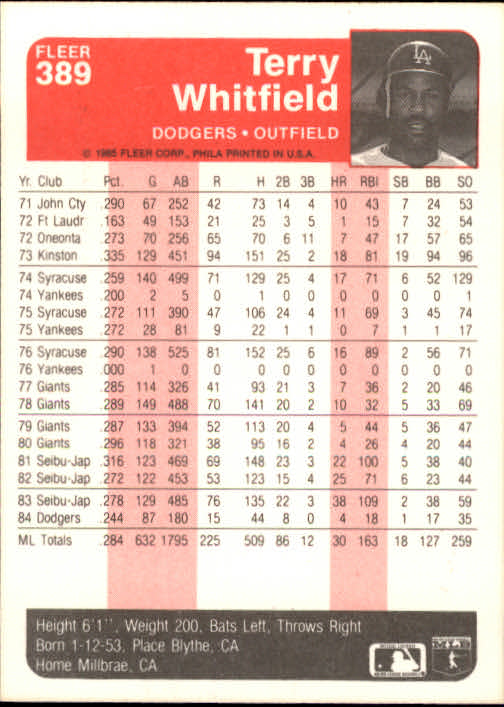 FLEER
389
Terry
Whitfield
DODGERS • OUTFIELD
© 1985 FLEER CORP., PHILA PRINTED IN U.S.A.
LA
Yr. Club Pct. G AB R H 2B 3B HR RBI SB BB SO
71 John Cty .290 67 252 42 73 14 4 10 43 7 24 53
72 Ft Laudr .163 49 153 21 25 3 5 1 15 7 32 54
72 Oneonta .273 70 256 65 70 6 11 7 47 17 57 65
73 Kinston .335 129 451 94 151 25 2 18 81 19 94 96
74 Syracuse .259 140 499 71 129 25 4 17 71 6 52 129
74 Yankees .200 2 5 0 1 0 0 0 0 0 0 1
75 Syracuse .272 111 390 47 106 24 4 11 69 3 45 74
75 Yankees .272 28 81 9 22 1 1 0 7 1 1 17
76 Syracuse .290 138 525 81 152 25 6 16 89 2 56 71
76 Yankees .000 1 0 0 0 0 0 0 0 0 0 0
77 Giants .285 114 326 41 93 21 3 7 36 2 20 46
78 Giants .289 149 488 70 141 20 2 10 32 5 33 69
79 Giants .287 133 394 52 113 20 4 5 44 5 36 47
80 Giants .296 118 321 38 95 16 2 4 26 4 20 44
81 Seibu-Jap .316 123 469 69 148 23 3 22 100 5 38 40
82 Seibu-Jap .272 122 453 53 123 15 4 25 71 6 23 44
83 Seibu-Jap .278 129 485 76 135 22 3 38 109 2 38 59
84 Dodgers .244 87 180 15 44 8 0 4 18 1 17 35
ML Totals .284 632 1795 225 509 86 12 30 163 18 127 259
Height 6'1'', Weight 200, Bats Left, Throws Right
Born 1-12-53, Place Blythe, CA
Home Millbrae, CA